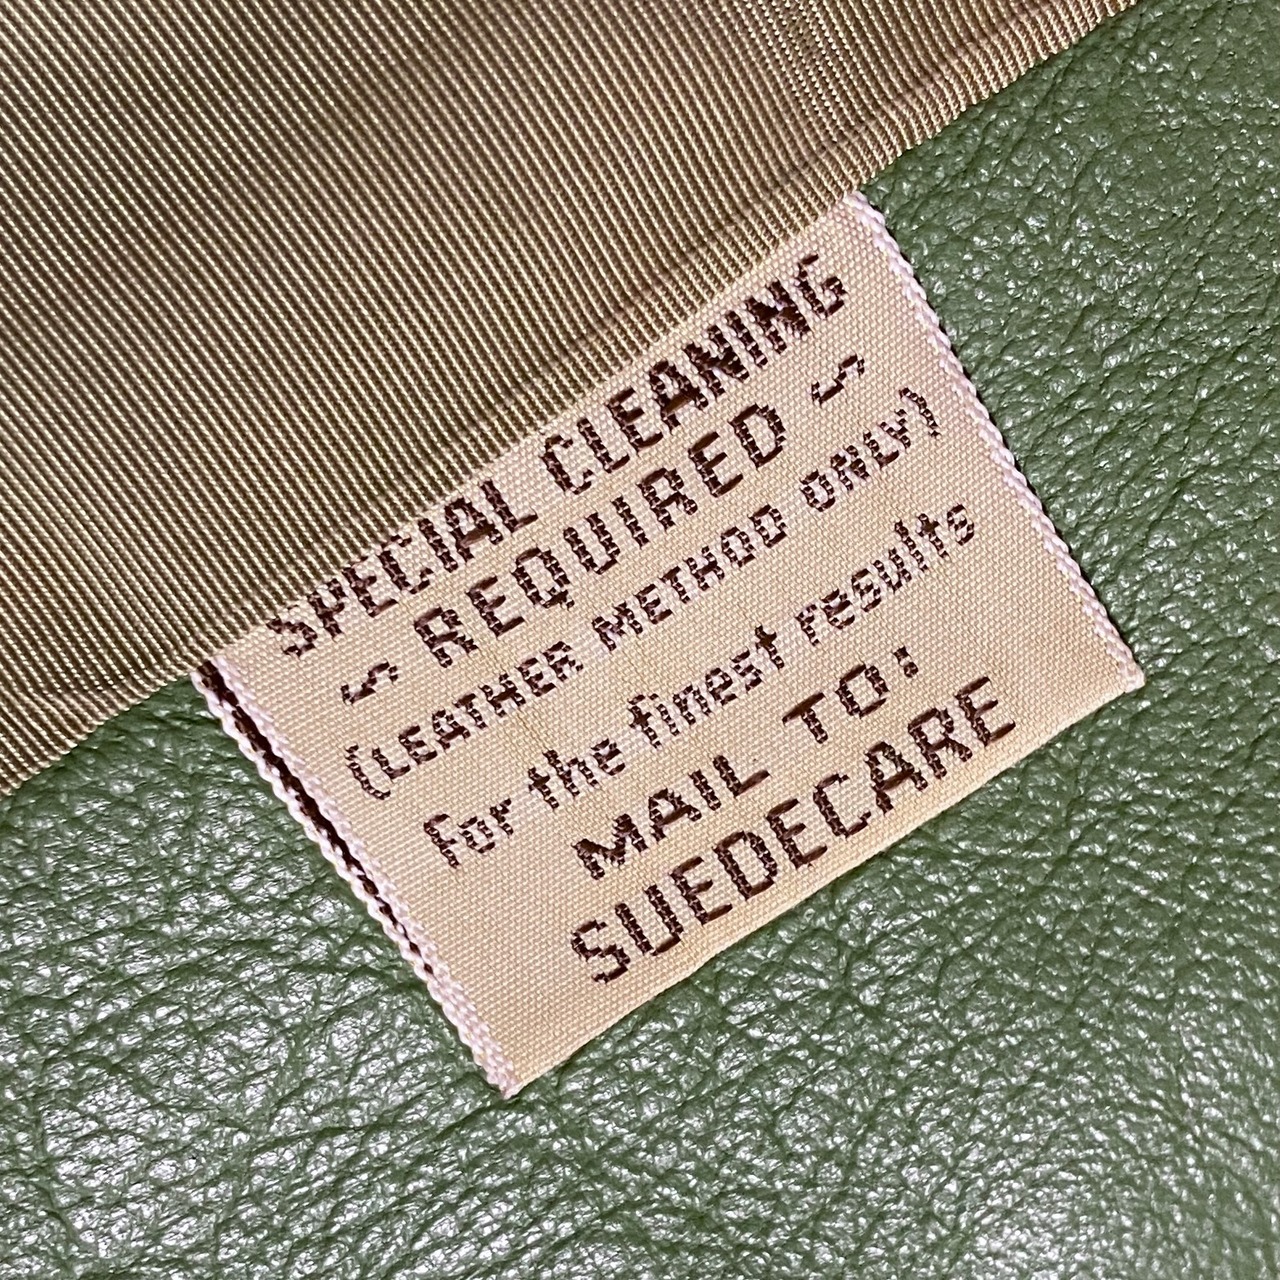 SPECIAL CLEANING
~ REQUIRED ~
(LEATHER METHOD ONLY)
For the finest results
MAIL TO:
SUEDECARE